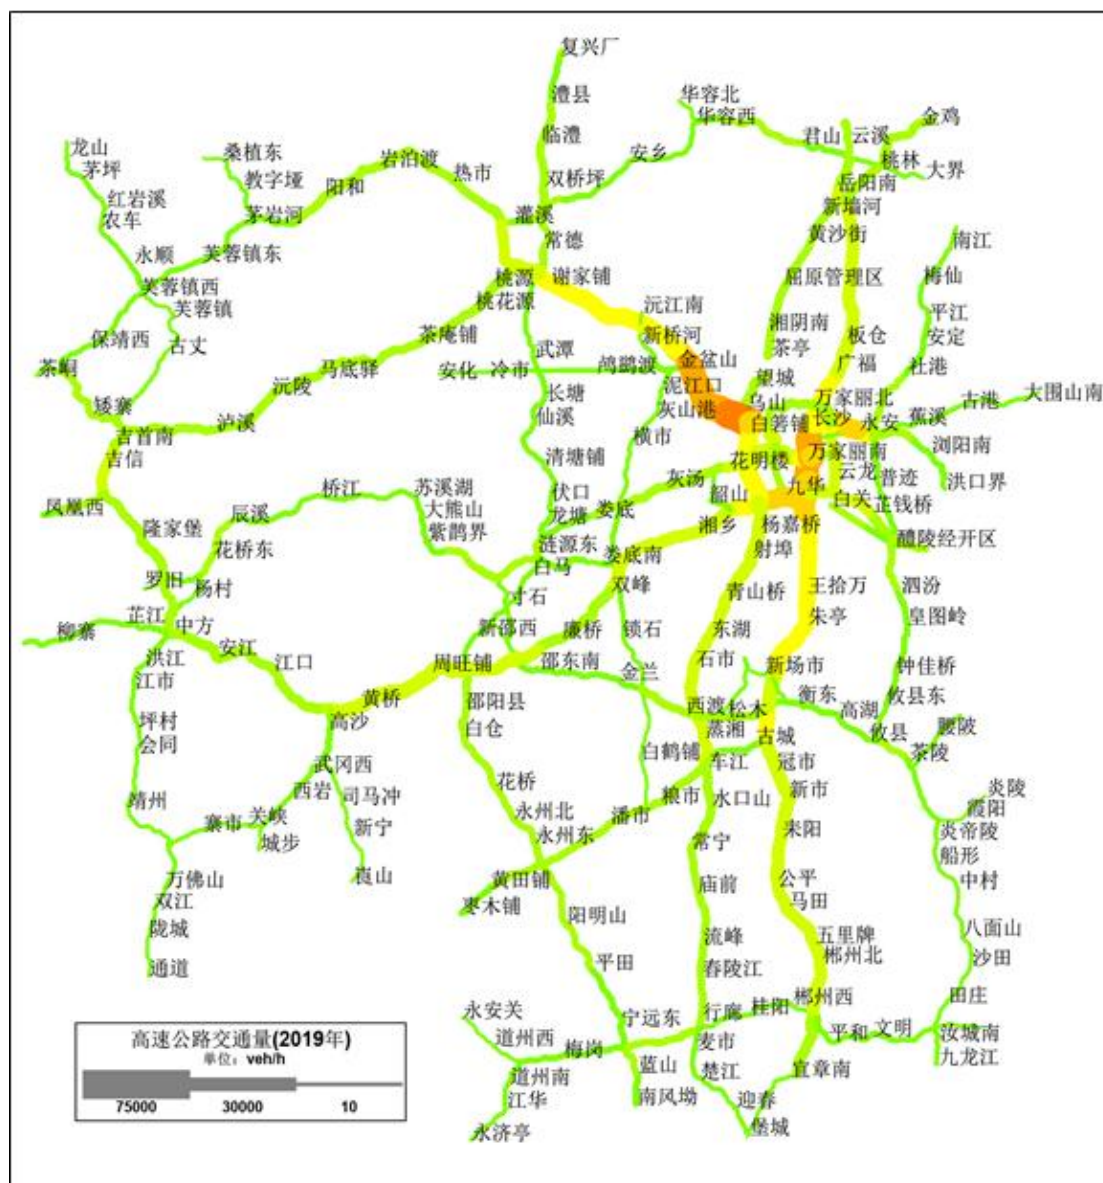 复兴厂
澧县
临澧
双桥坪
灌溪
常德
安乡
华容北
华容西
君山
云溪
金鸡
桃林
大界
岳阳南
新墙河
黄沙街
屈原管理区
湘阴南
茶亭
板仓
广福
南江
梅仙
平江
安定
社港
龙山
茅坪
红岩溪
农车
永顺
芙蓉镇西
芙蓉镇
古丈
保靖西
茶峒
矮寨
吉首南
吉信
凤凰西
桑植东
教字垭
茅岩河
芙蓉镇东
阳和
岩泊渡
热市
桃源
桃花源
谢家铺
茶庵铺
马底驿
沅陵
泸溪
沅江南
新桥河
金盆山
泥江口
灰山港
鸬鹚渡
冷市
安化
武潭
长塘
仙溪
清塘铺
伏口
龙塘
横市
望城
乌山
白箬铺
万家丽北
长沙
永安
蕉溪
古港
大围山南
浏阳南
洪口界
万家丽南
云龙
普迹
花明楼
灰汤
韶山
九华
白关
芷钱桥
醴陵经开区
湘乡
杨嘉桥
射埠
娄底
涟源东
白马
娄底南
双峰
桥江
苏溪湖
大熊山
紫鹊界
辰溪
花桥东
隆家堡
罗旧
杨村
芷江
中方
柳寨
洪江
江市
坪村
会同
靖州
安江
江口
黄桥
高沙
武冈西
西岩
司马冲
新宁
崀山
关峡
城步
寨市
万佛山
双江
陇城
通道
寸石
新邵西
廉桥
锁石
周旺铺
邵东南
金兰
邵阳县
白仓
花桥
永州北
永州东
黄田铺
枣木铺
阳明山
平田
宁远东
蓝山
南风坳
青山桥
东湖
石市
西渡
松木
蒸湘
白鹤铺
车江
粮市
潘市
水口山
常宁
庙前
流峰
舂陵江
行廊
麦市
楚江
迎春
堡城
王拾万
朱亭
新场市
衡东
高湖
古城
冠市
新市
耒阳
公平
马田
五里牌
郴州北
郴州西
桂阳
宜章南
平和
文明
泗汾
皇图岭
钟佳桥
攸县东
攸县
腰陂
茶陵
炎陵
霞阳
炎帝陵
船形
中村
八面山
沙田
田庄
汝城南
九龙江
永安关
道州西
梅岗
道州南
江华
永济亭
高速公路交通量(2019年)
单位：veh/h
75000 30000 10